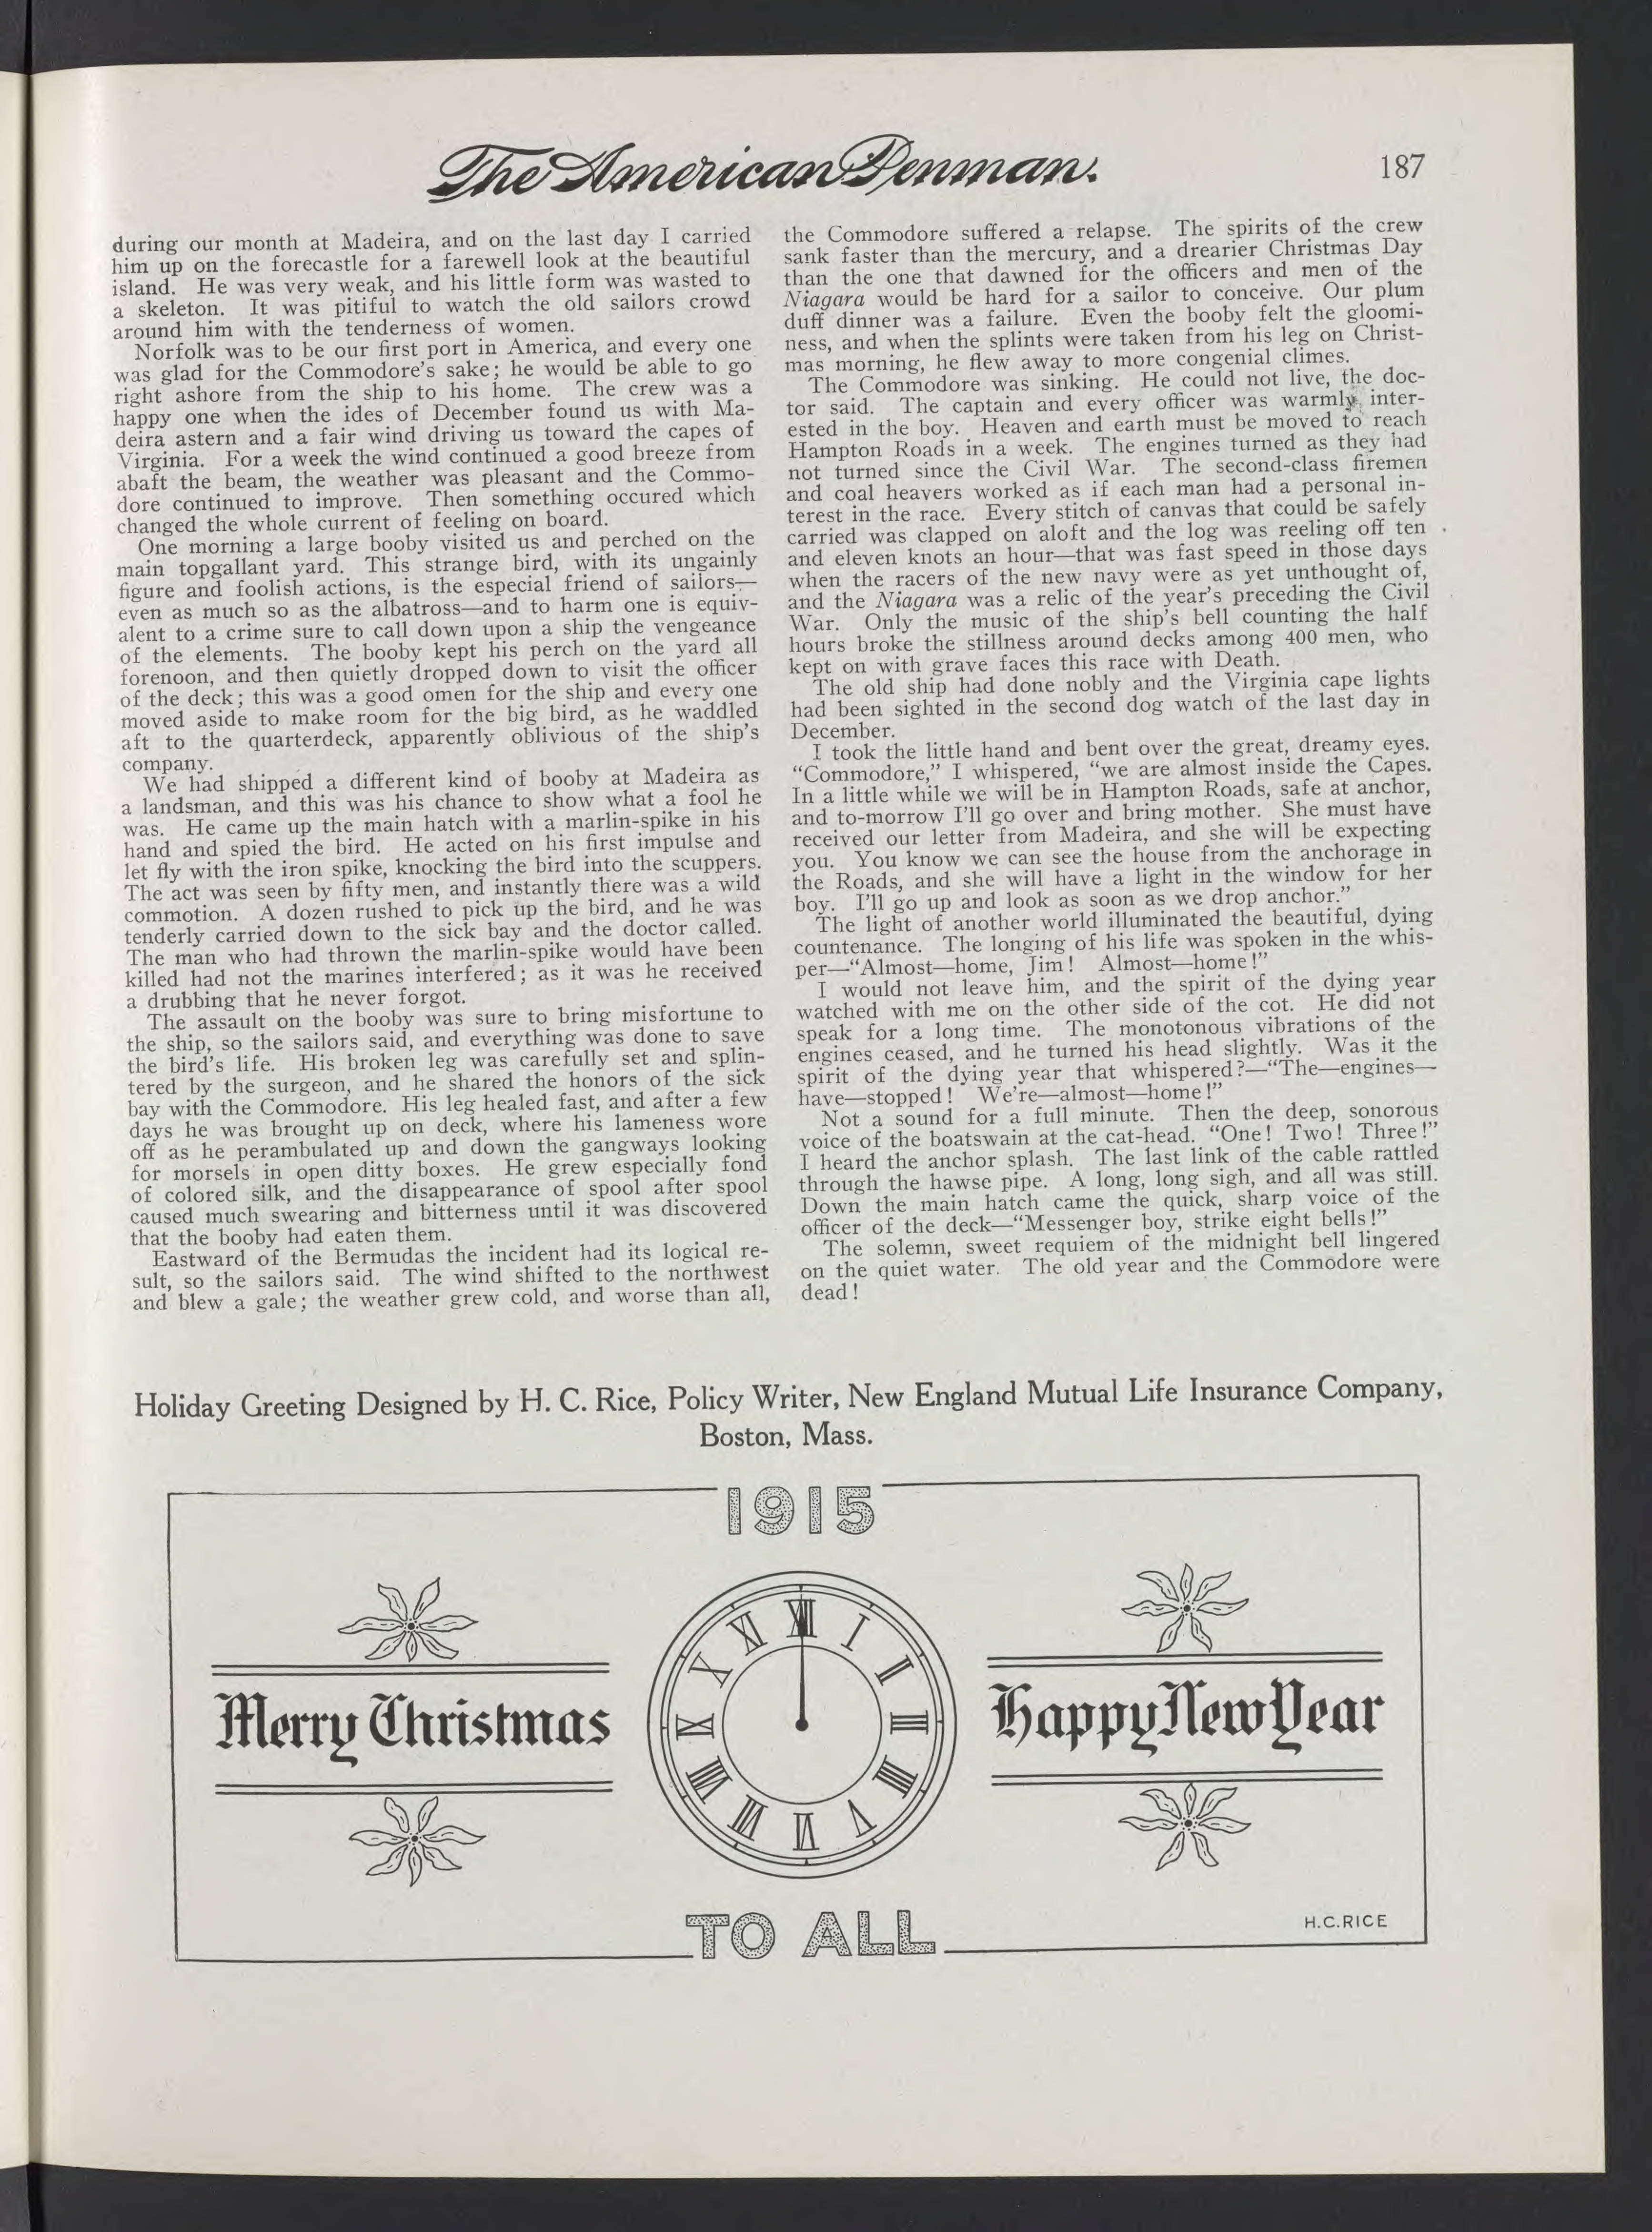 The American Penman.
187
during our month at Madeira, and on the last day I carried
him up on the forecastle for a farewell look at the beautiful
island. He was very weak, and his little form was wasted to
a skeleton. It was pitiful to watch the old sailors crowd
around him with the tenderness of women.
Norfolk was to be our first port in America, and every one
was glad for the Commodore's sake; he would be able to go
right ashore from the ship to his home. The crew was a
happy one when the ides of December found us with Ma-
deira astern and a fair wind driving us toward the capes of
Virginia. For a week the wind continued a good breeze from
abaft the beam, the weather was pleasant and the Commo-
dore continued to improve. Then something occured which
changed the whole current of feeling on board.
One morning a large booby visited us and perched on the
main topgallant yard. This strange bird, with its ungainly
figure and foolish actions, is the especial friend of sailors—
even as much so as the albatross—and to harm one is equiv-
alent to a crime sure to call down upon a ship the vengeance
of the elements. The booby kept his perch on the yard all
forenoon, and then quietly dropped down to visit the officer
of the deck; this was a good omen for the ship and every one
moved aside to make room for the big bird, as he waddled
aft to the quarterdeck, apparently oblivious of the ship's
company.
We had shipped a different kind of booby at Madeira as
a landsman, and this was his chance to show what a fool he
was. He came up the main hatch with a marlin-spike in his
hand and spied the bird. He acted on his first impulse and
let fly with the iron spike, knocking the bird into the scuppers.
The act was seen by fifty men, and instantly there was a wild
commotion. A dozen rushed to pick up the bird, and he was
tenderly carried down to the sick bay and the doctor called.
The man who had thrown the marlin-spike would have been
killed had not the marines interfered; as it was he received
a drubbing that he never forgot.
The assault on the booby was sure to bring misfortune to
the ship, so the sailors said, and everything was done to save
the bird's life. His broken leg was carefully set and splin-
tered by the surgeon, and he shared the honors of the sick
bay with the Commodore. His leg healed fast, and after a few
days he was brought up on deck, where his lameness wore
off as he perambulated up and down the gangways looking
for morsels in open ditty boxes. He grew especially fond
of colored silk, and the disappearance of spool after spool
caused much swearing and bitterness until it was discovered
that the booby had eaten them.
Eastward of the Bermudas the incident had its logical re-
sult, so the sailors said. The wind shifted to the northwest
and blew a gale; the weather grew cold, and worse than all,
the Commodore suffered a relapse. The spirits of the crew
sank faster than the mercury, and a drearier Christmas Day
than the one that dawned for the officers and men of the
Niagara would be hard for a sailor to conceive. Our plum
duff dinner was a failure. Even the booby felt the gloomi-
ness, and when the splints were taken from his leg on Christ-
mas morning, he flew away to more congenial climes.
The Commodore was sinking. He could not live, the doc-
tor said. The captain and every officer was warmly inter-
ested in the boy. Heaven and earth must be moved to reach
Hampton Roads in a week. The engines turned as they had
not turned since the Civil War. The second-class firemen
and coal heavers worked as if each man had a personal in-
terest in the race. Every stitch of canvas that could be safely
carried was clapped on aloft and the log was reeling off ten
and eleven knots an hour—that was fast speed in those days
when the racers of the new navy were as yet unthought of,
and the Niagara was a relic of the year's preceding the Civil
War. Only the music of the ship's bell counting the half
hours broke the stillness around decks among 400 men, who
kept on with grave faces this race with Death.
The old ship had done nobly and the Virginia cape lights
had been sighted in the second dog watch of the last day in
December.
I took the little hand and bent over the great, dreamy eyes.
"Commodore," I whispered, "we are almost inside the Capes.
In a little while we will be in Hampton Roads, safe at anchor,
and to-morrow I'll go over and bring mother. She must have
received our letter from Madeira, and she will be expecting
you. You know we can see the house from the anchorage in
the Roads, and she will have a light in the window for her
boy. I'll go up and look as soon as we drop anchor."
The light of another world illuminated the beautiful, dying
countenance. The longing of his life was spoken in the whis-
per—"Almost—home, Jim! Almost—home!"
I would not leave him, and the spirit of the dying year
watched with me on the other side of the cot. He did not
speak for a long time. The monotonous vibrations of the
engines ceased, and he turned his head slightly. Was it the
spirit of the dying year that whispered?—"The—engines—
have—stopped! We're—almost—home!"
Not a sound for a full minute. Then the deep, sonorous
voice of the boatswain at the cat-head. "One! Two! Three!"
I heard the anchor splash. The last link of the cable rattled
through the hawse pipe. A long, long sigh, and all was still.
Down the main hatch came the quick, sharp voice of the
officer of the deck—"Messenger boy, strike eight bells!"
The solemn, sweet requiem of the midnight bell lingered
on the quiet water. The old year and the Commodore were
dead!
Holiday Greeting Designed by H. C. Rice, Policy Writer, New England Mutual Life Insurance Company,
Boston, Mass.
1915
Merry Christmas
XII I II III IIII V VI VII VIII IX X XI
Happy New Year
TO ALL
H.C.RICE